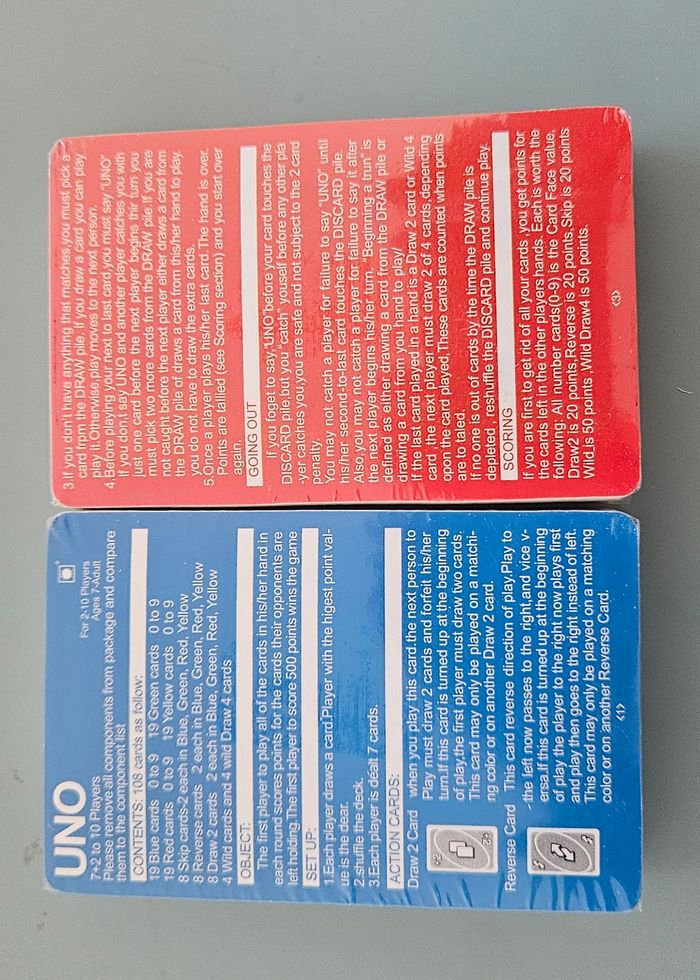 UNO
For 2-10 Players
Ages 7-Adult
7+2 to 10 Players
Please remove all components from package and compare
them to the component list
CONTENTS: 108 cards as follow:
19 Blue cards 0 to 9 19 Green cards 0 to 9
19 Red cards 0 to 9 19 Yellow cards 0 to 9
8 Skip cards-2 each in Blue, Green, Red, Yellow
8 Reverse cards 2 each in Blue, Green, Red, Yellow
8 Draw 2 cards 2 each in Blue, Green, Red, Yellow
4 Wild cards and 4 wild Draw 4 cards
OBJECT:
The first player to play all of the cards in his/her hand in
each round scores points for the cards their opponents are
left holding.The first player to score 500 points wins the game
SET UP:
1.Each player draws a card.Player with the higest point val-
ue is the dear.
2.shuffle the deck.
3.Each player is dealt 7 cards.
ACTION CARDS:
Draw 2 Card when you play this card.the next person to
Play must draw 2 cards and forfeit his/her
turn.If this card is turned up at the beginning
of play,the first player must draw two cards.
This card may only be played on a matchi-
ng color or on another Draw 2 card.
Reverse Card This card reverse direction of play.Play to
the left now passes to the right,and vice v-
ersa.If this card is turned up at the beginning
of play the player to the right now plays first
and play then goes to the right instead of left.
This card may only be played on a matching
color or on another Reverse Card.
<1>
3.If you don't have anything that matches,you must pick a
card from the DRAW pile. If you draw a card you can play,
play it.Otherwise,play moves to the next person.
4.Before playing your next to last card,you must say "UNO"
If you don,t say UNO and another player catches you with
just one card before the next player begins thir turn you
must pick two more cards from the DRAW pile.If you are
not caught before the next player either draws a card from
the DRAW pile of draws a card from this/her hand to play.
you do not have to draw the extra cards.
5.Once a player plays his/her last card. The hand is over.
Points are tallied (see Scoring section) and you start over
again.
GOING OUT
If your foget to say,"UNO"before your card touches the
DISCARD pile,but you "catch" youself before any other pla
-yer catches you,you are safe and not subject to the 2 card
penalty.
You may not catch a player for failure to say "UNO" until
his/her second-to-last card touches the DISCARD pile.
Also,you may not catch a player for failure to say it after
the next player begins his/her turn. "Beginning a trun" is
defined as either drawing a card from the DRAW pile or
drawing a card from you hand to play/
If the last card played in a hand is a Draw 2 card or Wild 4
card ,the next player must draw 2 of 4 cards,depending
opon the card played.These cards are counted when points
are to taled.
If no one is out of cards by the time the DRAW pile is
depleted , reshuffle the DISCARD pile and continue play.
SCORING
If you are first to get rid of all your cards ,you get points for
the cards left in the other players hands. Each is worth the
following: All number cards(0-9) is the Card Face value,
Draw2 is 20 points,Reverse is 20 points,Skip is 20 points
Wild,is 50 points ,Wild Draw4 is 50 points.
<3>